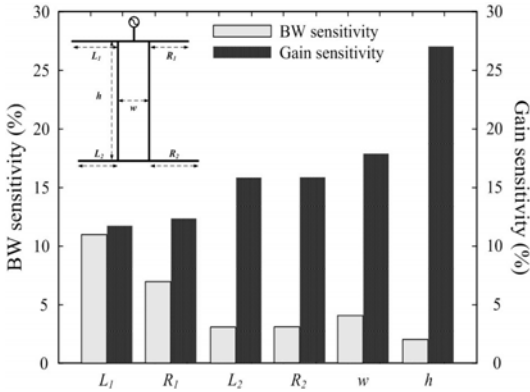 30
25
20
15
10
5
0
BW sensitivity (%)
BW sensitivity
Gain sensitivity
L1
R1
h
w
L2
R2
30
25
20
15
10
5
0
Gain sensitivity (%)
L1 R1 L2 R2 w h